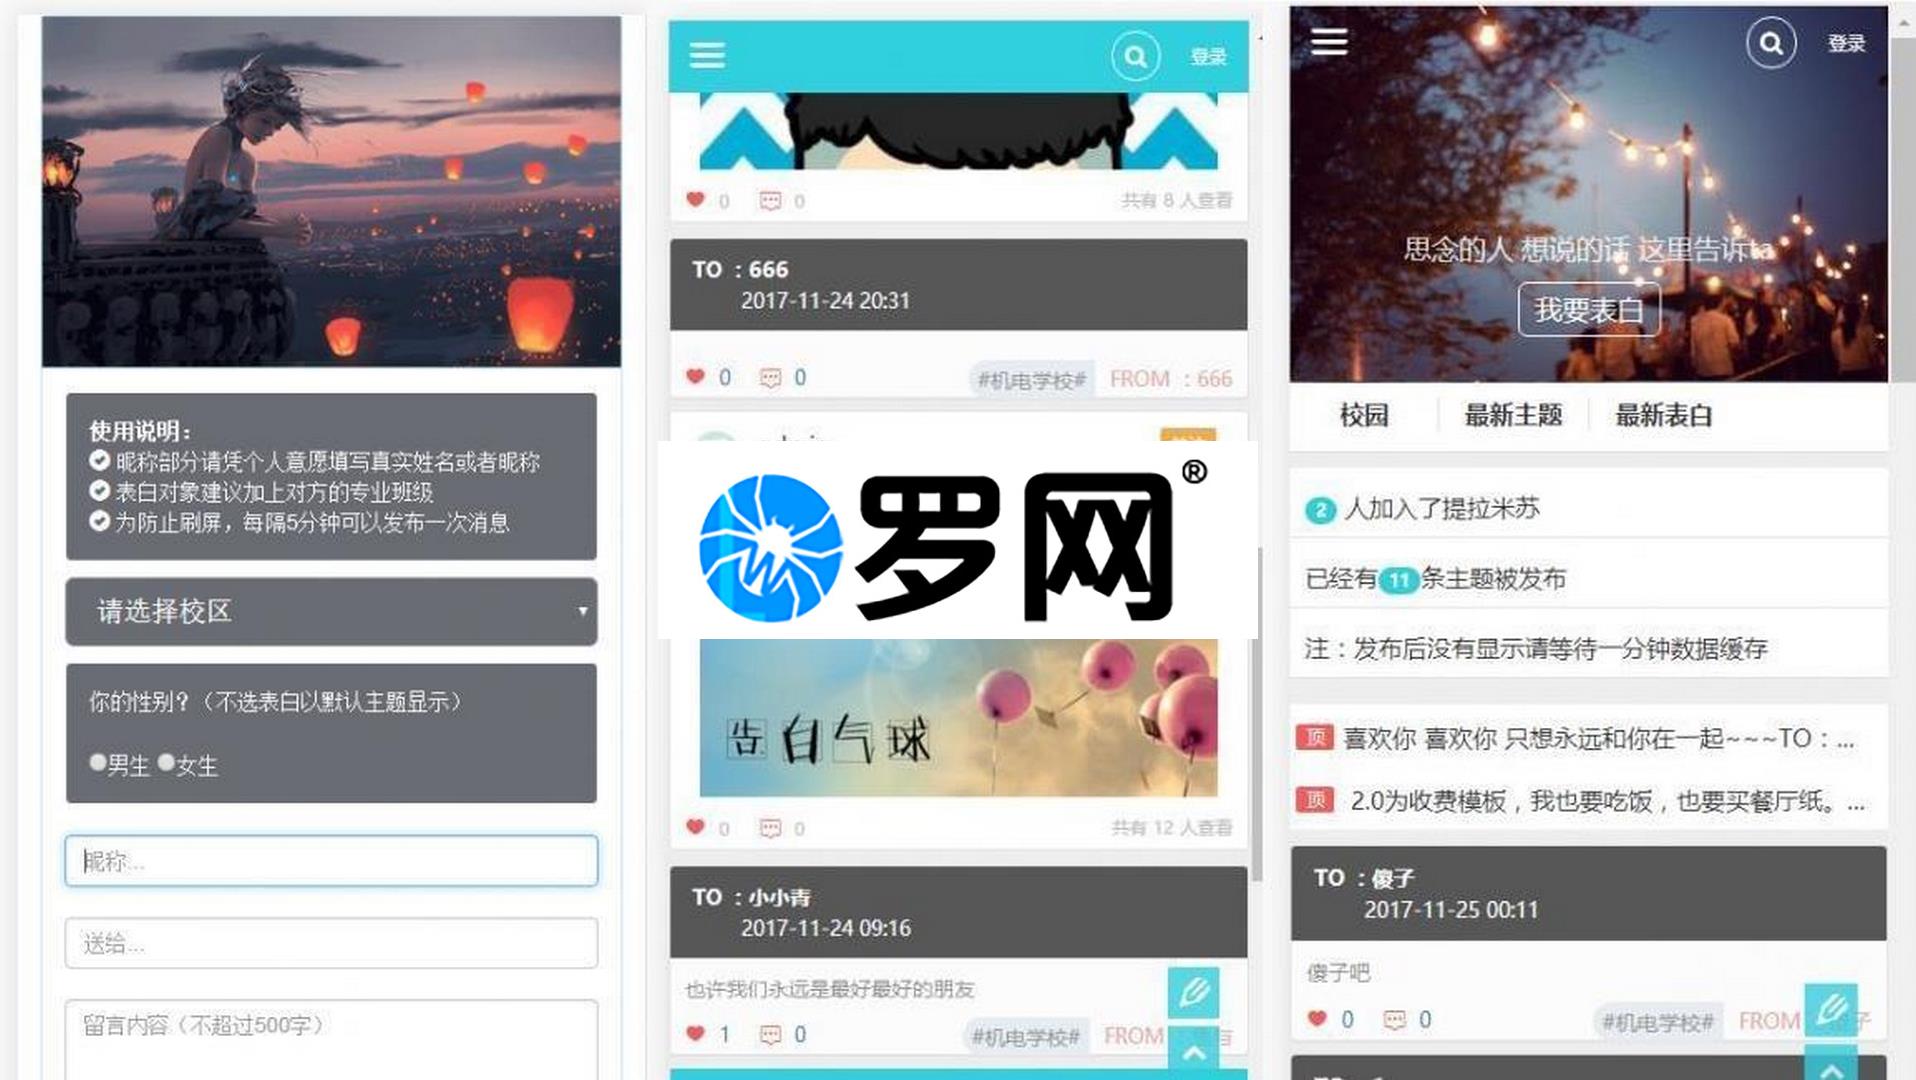 使用说明：
昵称部分请凭个人意愿填写真实姓名或者昵称
表白对象建议加上对方的专业班级
为防止刷屏，每隔5分钟可以发布一次消息
请选择校区
你的性别？（不选表白以默认主题显示）
男生 女生
昵称...
送给...
留言内容（不超过500字）
登录
0 0 共有 8 人查看
TO ：666
2017-11-24 20:31
0 0 #机电学校# FROM ：666
罗网®
告白气球
0 0 共有 12 人查看
TO ：小小青
2017-11-24 09:16
也许我们永远是最好最好的朋友
1 0 #机电学校# FROM
登录
思念的人 想说的话 这里告诉ta
我要表白
校园 最新主题 最新表白
2 人加入了提拉米苏
已经有11条主题被发布
注：发布后没有显示请等待一分钟数据缓存
顶 喜欢你 喜欢你 只想永远和你在一起~~~TO：...
顶 2.0为收费模板，我也要吃饭，也要买餐厅纸。...
TO ：傻子
2017-11-25 00:11
傻子吧
0 0 #机电学校# FROM 子